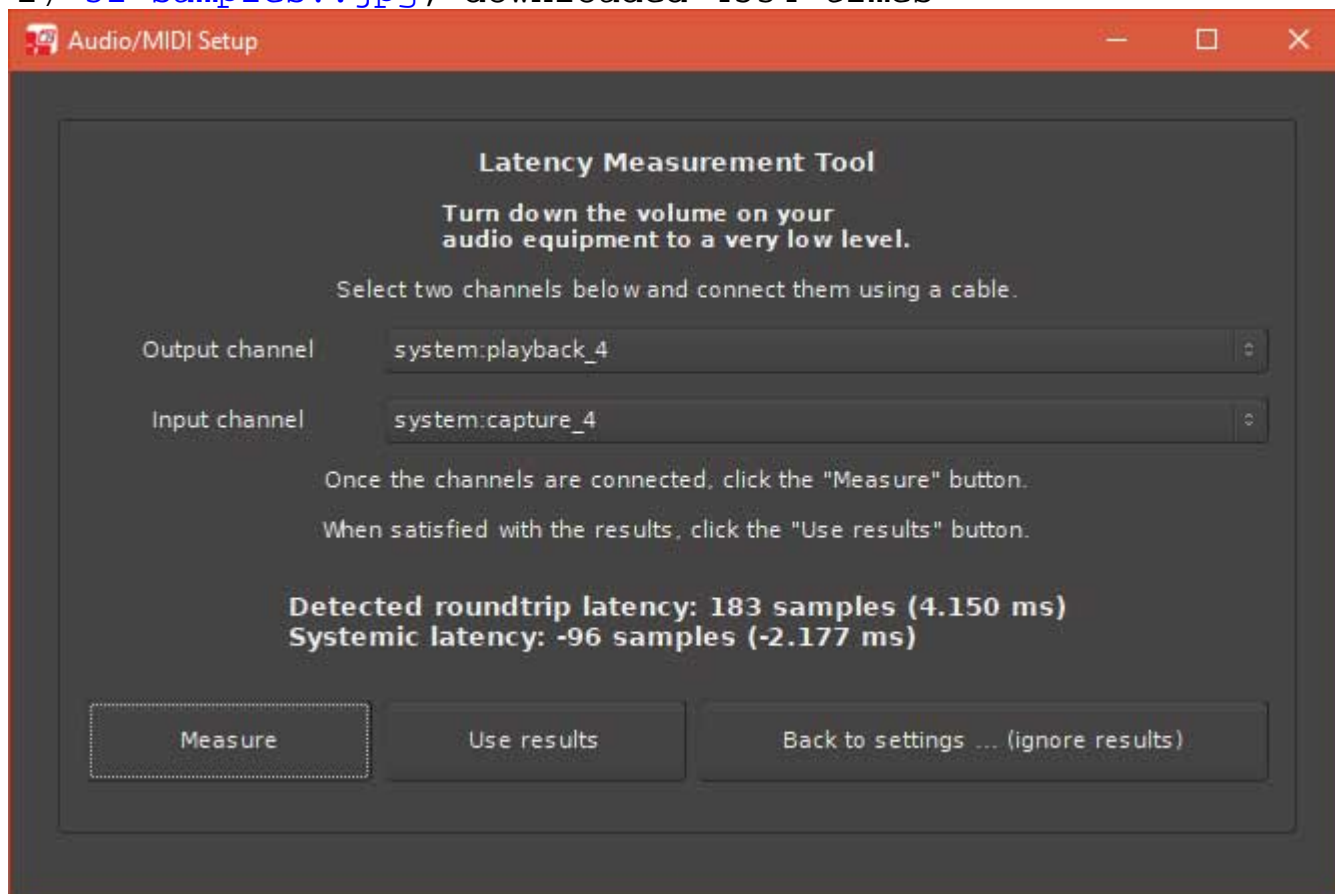 Audio/MIDI Setup
Latency Measurement Tool
Turn down the volume on your
audio equipment to a very low level.
Select two channels below and connect them using a cable.
Output channel system:playback_4
Input channel system:capture_4
Once the channels are connected, click the "Measure" button.
When satisfied with the results, click the "Use results" button.
Detected roundtrip latency: 183 samples (4.150 ms)
Systemic latency: -96 samples (-2.177 ms)
Measure Use results Back to settings ... (ignore results)